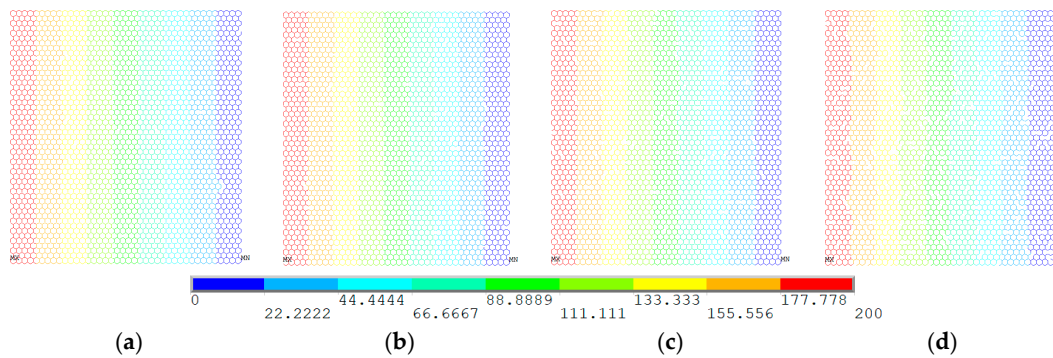 MX MN MX MN MX MN MX
0 44.4444 88.8889 133.333 177.778
22.2222 66.6667 111.111 155.556 200
(a) (b) (c) (d)